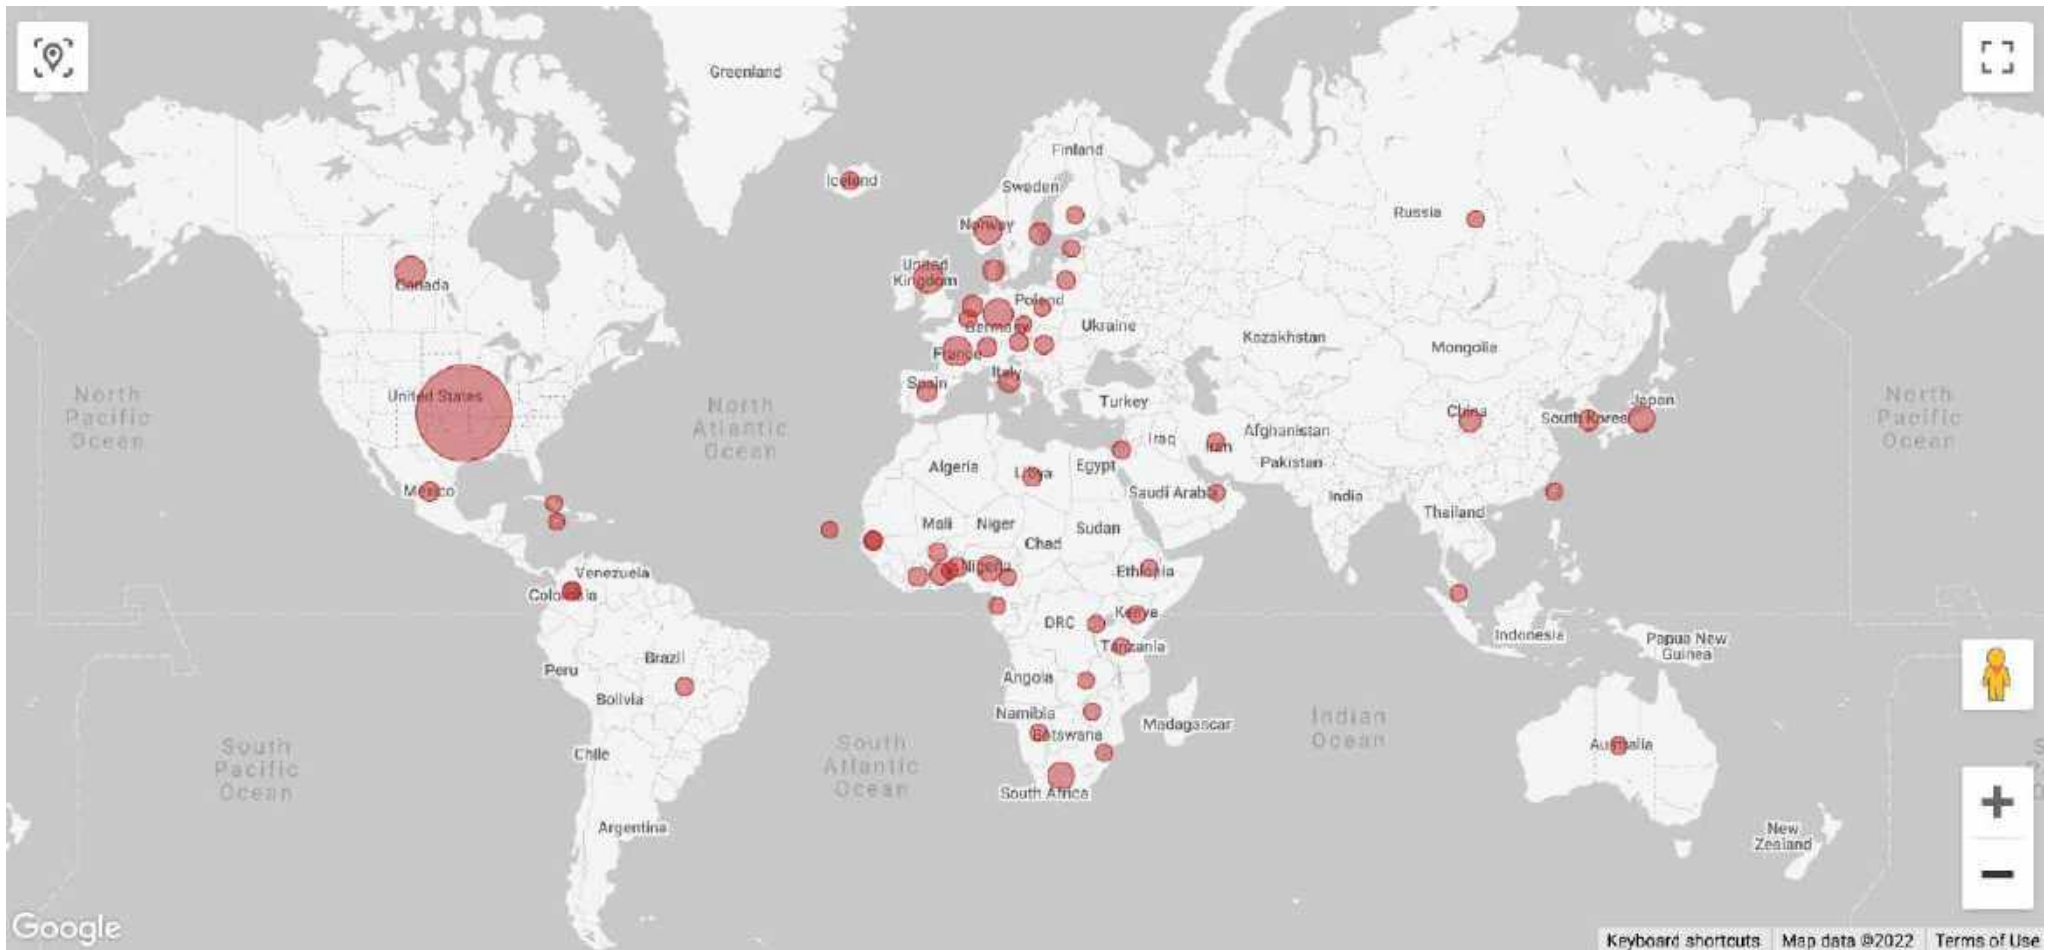 Greenland
Finland
Iceland
Sweden
Russia
Norway
United
Kingdom
Canada
Poland
Germany
Ukraine
Kazakhstan
Mongolia
France
Italy
Spain
United States
Turkey
China
South Korea
Japan
North
Pacific
Ocean
North
Atlantic
Ocean
North
Pacific
Ocean
Iraq
Iran
Afghanistan
Pakistan
Algeria
Libya
Egypt
Saudi Arabia
India
Mexico
Thailand
Mali
Niger
Sudan
Chad
Nigeria
Ethiopia
Venezuela
Colombia
DRC
Kenya
Tanzania
Indonesia
Papua New
Guinea
Peru
Brazil
Bolivia
Angola
Namibia
Botswana
Madagascar
Indian
Ocean
South
Pacific
Ocean
South
Atlantic
Ocean
Chile
Australia
South Africa
Argentina
New
Zealand
Google
Keyboard shortcuts
Map data ©2022
Terms of Use